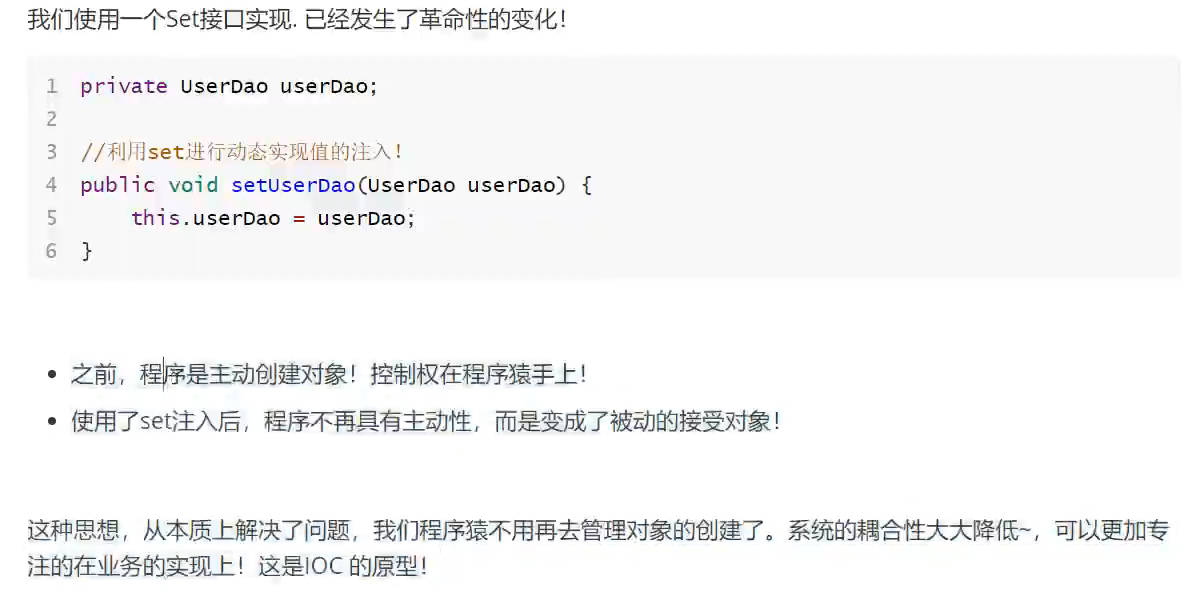 我们使用一个Set接口实现. 已经发生了革命性的变化！
1 private UserDao userDao;
2
3 //利用set进行动态实现值的注入！
4 public void setUserDao(UserDao userDao) {
5     this.userDao = userDao;
6 }
• 之前，程序是主动创建对象！控制权在程序猿手上！
• 使用了set注入后，程序不再具有主动性，而是变成了被动的接受对象！
这种思想，从本质上解决了问题，我们程序猿不用再去管理对象的创建了。系统的耦合性大大降低~，可以更加专
注的在业务的实现上！这是IOC 的原型！